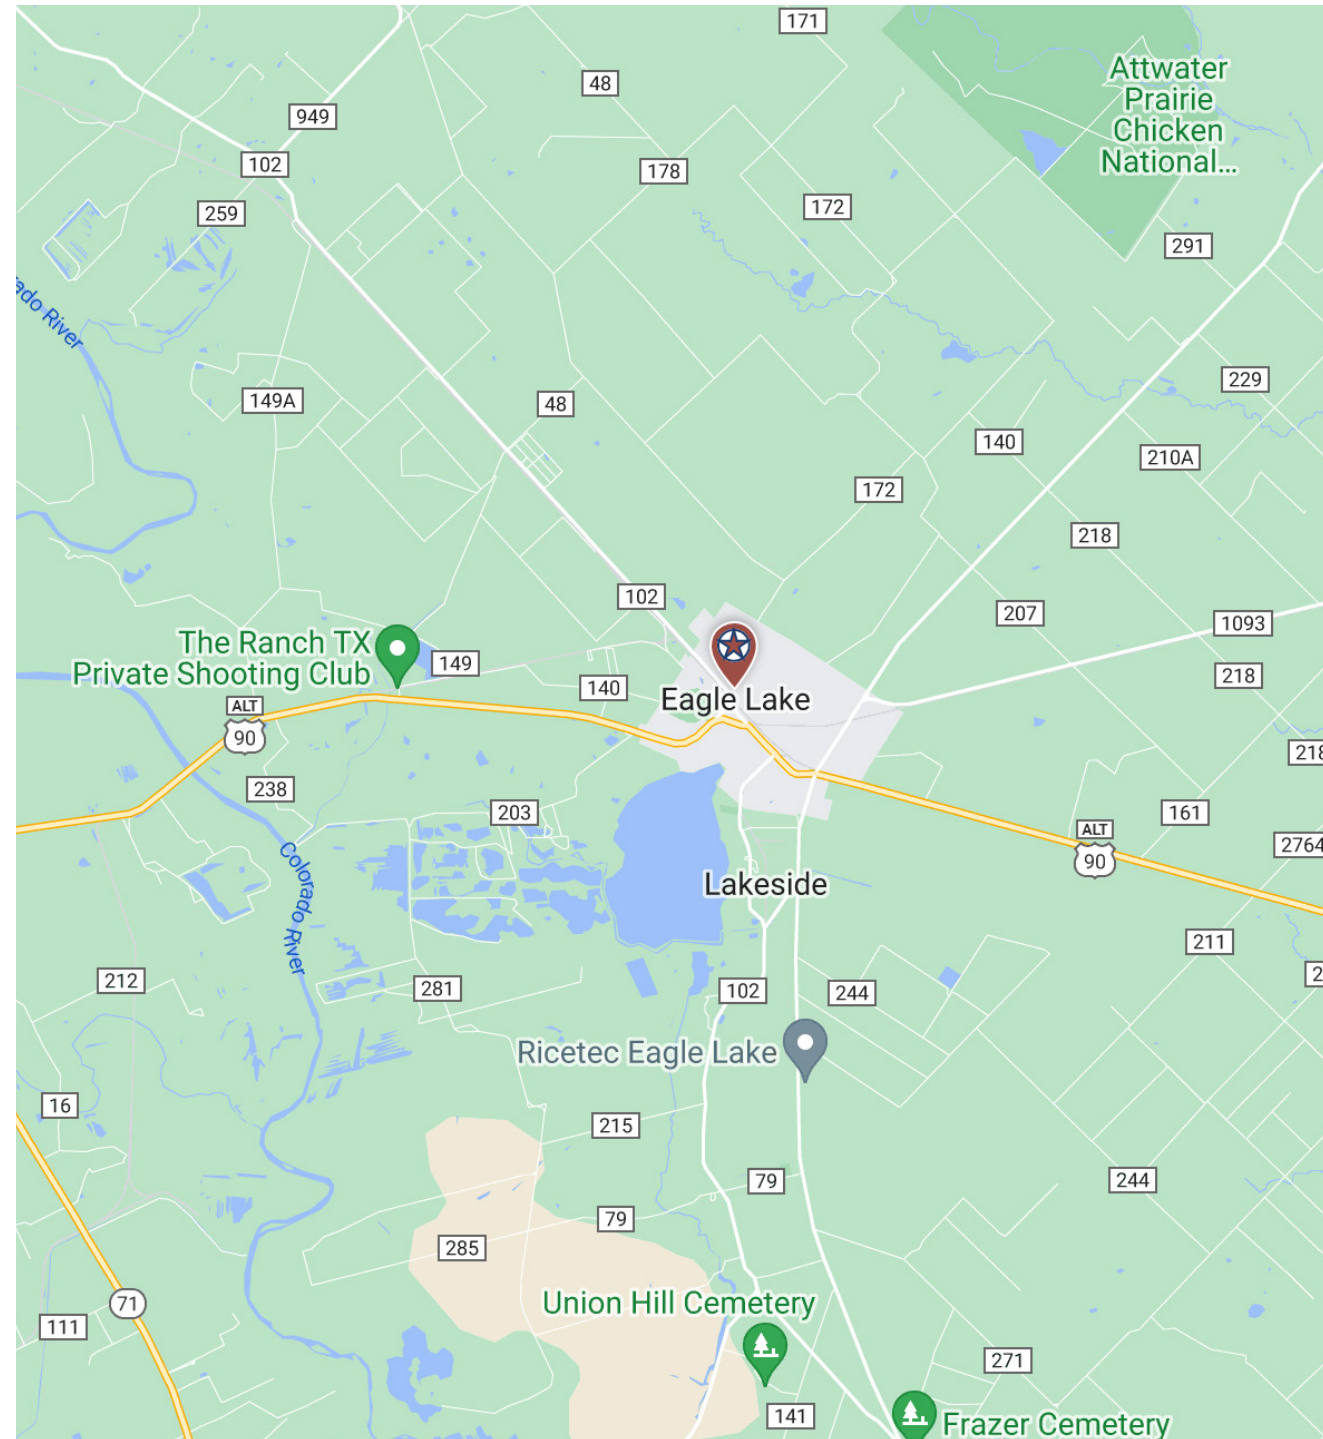 171
Attwater
Prairie
Chicken
National...
48
949
102
178
259
172
291
ado River
229
149A
48
140
210A
172
218
102
207
1093
The Ranch TX
Private Shooting Club
149
218
140
Eagle Lake
ALT
90
218
238
203
161
ALT
90
2764
Colorado River
Lakeside
211
212
281
102
244
2
Ricetec Eagle Lake
16
215
79
244
79
285
71
Union Hill Cemetery
111
271
141
Frazer Cemetery